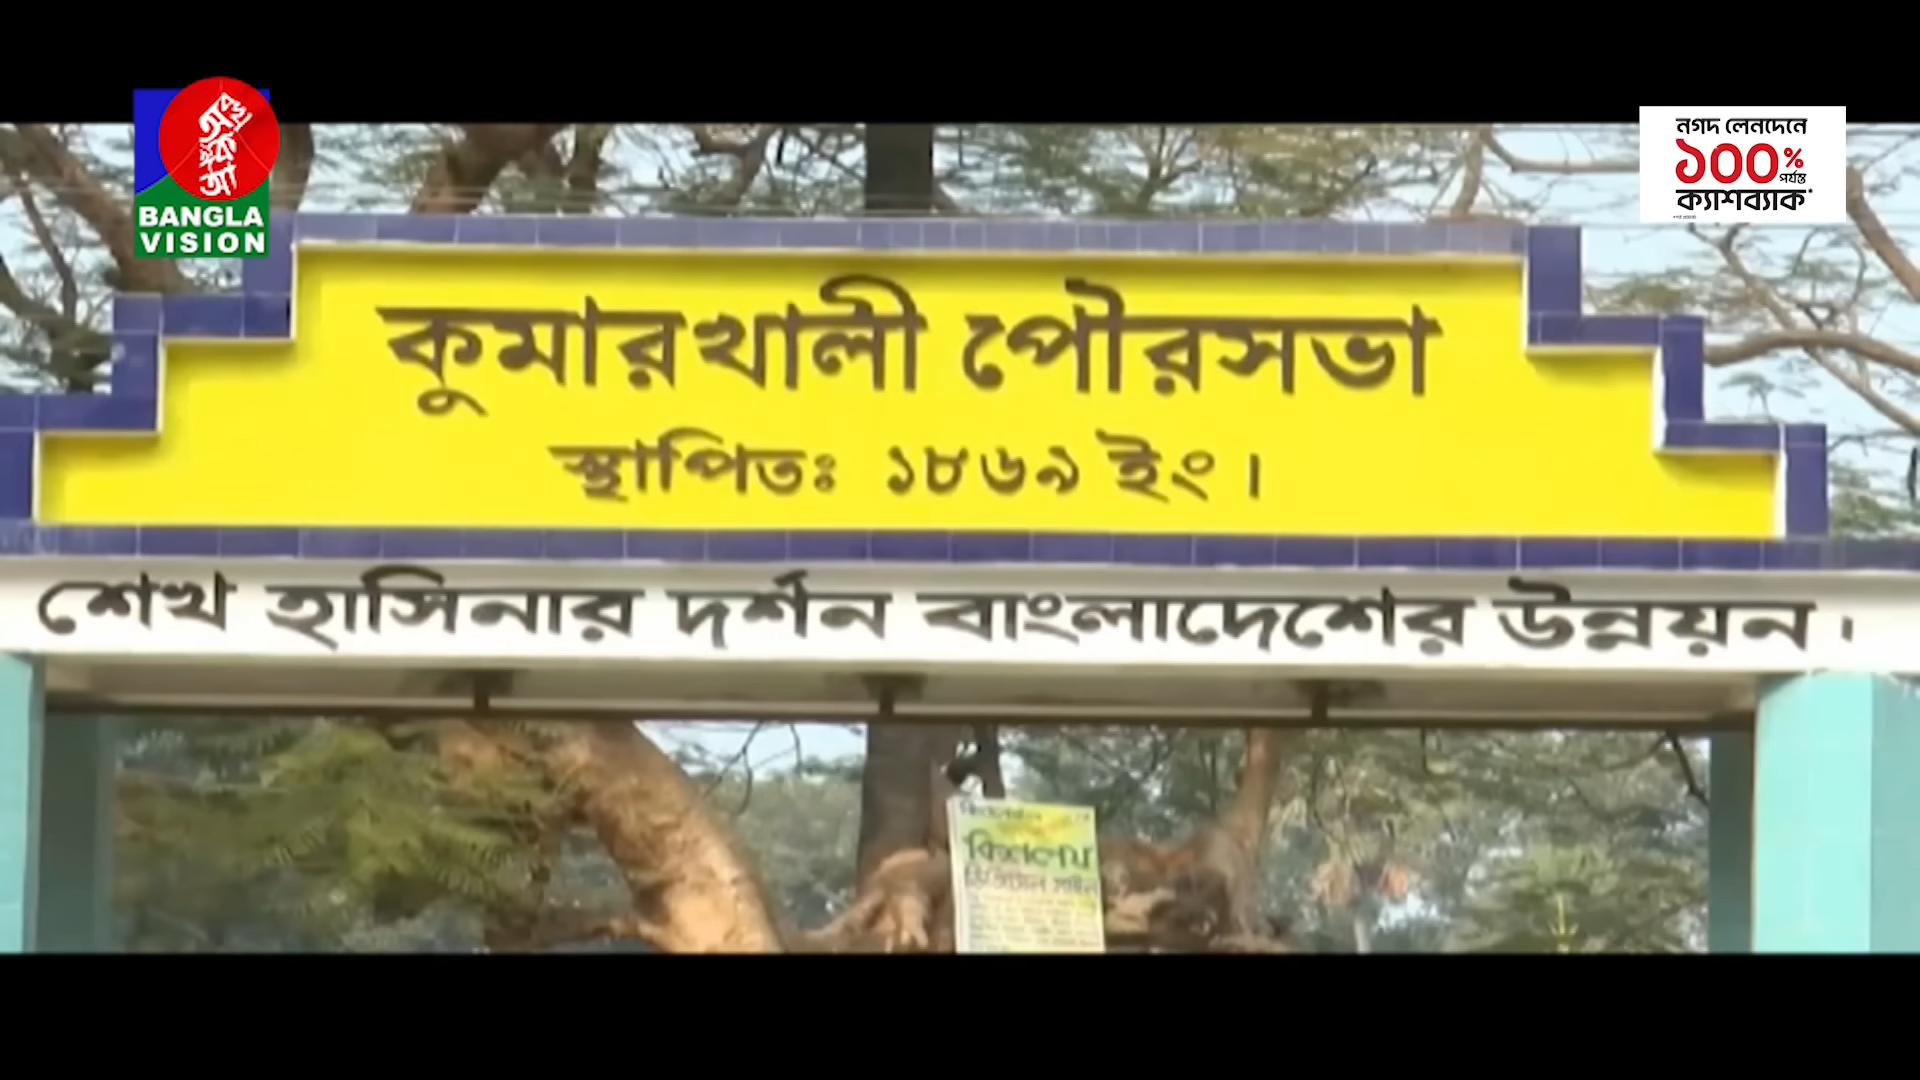 BANGLA
VISION
নগদ লেনদেনে
১০০%
পর্যন্ত
ক্যাশব্যাক*
কুমারখালী পৌরসভা
স্থাপিতঃ ১৮৬৯ ইং।
শেখ হাসিনার দর্শন বাংলাদেশের উন্নয়ন।